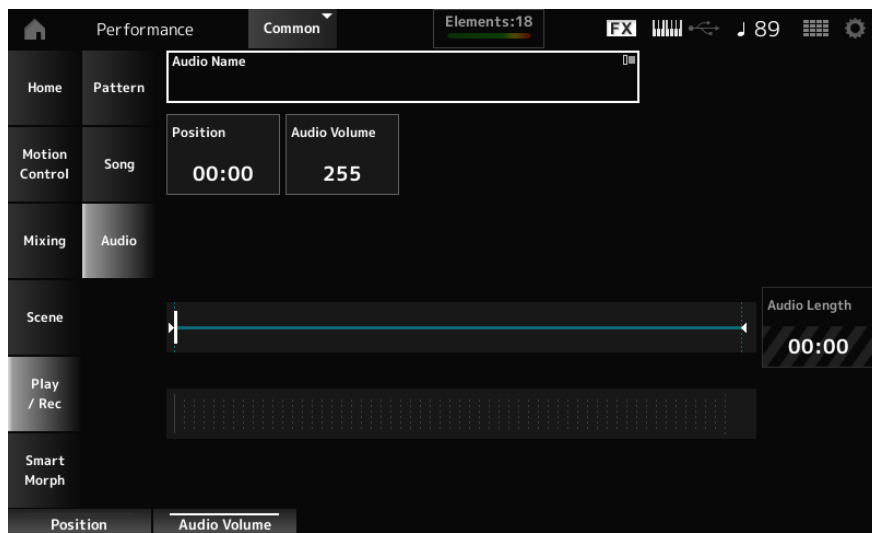 Performance
Common
Elements:18
FX
89
Home
Pattern
Audio Name
Position
00:00
Audio Volume
255
Motion
Control
Song
Mixing
Audio
Scene
Audio Length
00:00
Play
/ Rec
Smart
Morph
Position
Audio Volume